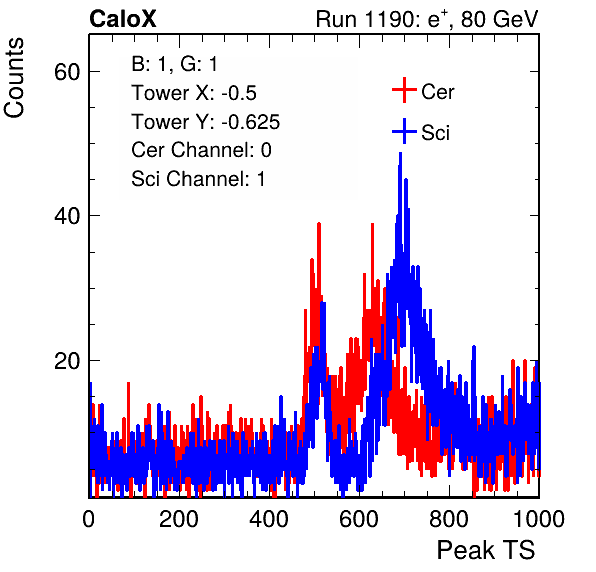 CaloX Run 1190: e+, 80 GeV
Counts
B: 1, G: 1
Tower X: -0.5
Tower Y: -0.625
Cer Channel: 0
Sci Channel: 1
Cer
Sci
60
40
20
0 200 400 600 800 1000
Peak TS